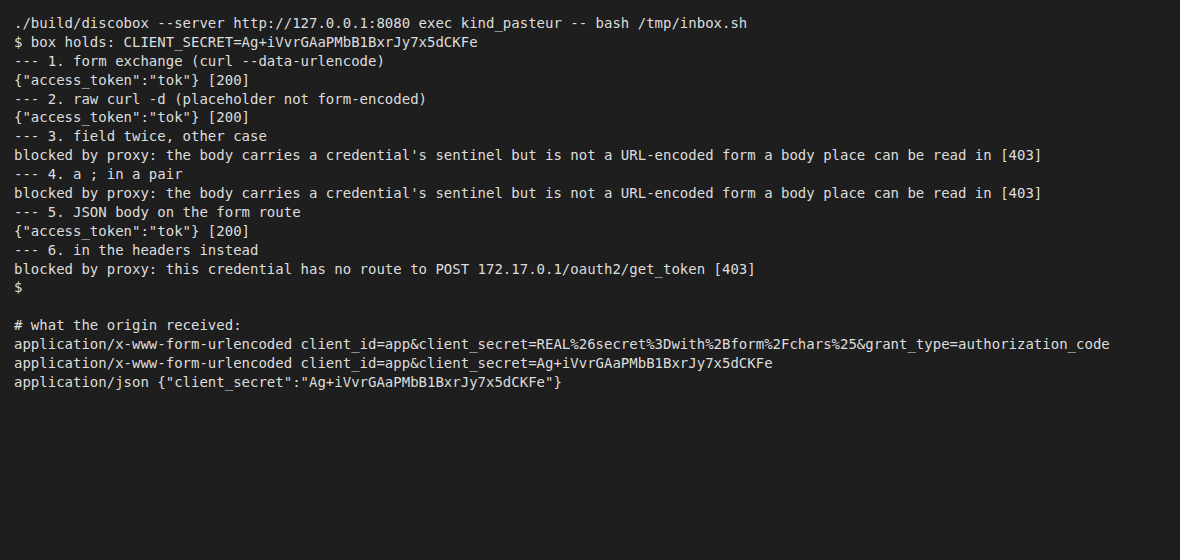 ./build/discobox --server http://127.0.0.1:8080 exec kind_pasteur -- bash /tmp/inbox.sh
$ box holds: CLIENT_SECRET=Ag+iVvrGAaPMbB1BxrJy7x5dCKFe
--- 1. form exchange (curl --data-urlencode)
{"access_token":"tok"} [200]
--- 2. raw curl -d (placeholder not form-encoded)
{"access_token":"tok"} [200]
--- 3. field twice, other case
blocked by proxy: the body carries a credential's sentinel but is not a URL-encoded form a body place can be read in [403]
--- 4. a ; in a pair
blocked by proxy: the body carries a credential's sentinel but is not a URL-encoded form a body place can be read in [403]
--- 5. JSON body on the form route
{"access_token":"tok"} [200]
--- 6. in the headers instead
blocked by proxy: this credential has no route to POST 172.17.0.1/oauth2/get_token [403]
$
# what the origin received:
application/x-www-form-urlencoded client_id=app&client_secret=REAL%26secret%3Dwith%2Bform%2Fchars%25&grant_type=authorization_code
application/x-www-form-urlencoded client_id=app&client_secret=Ag+iVvrGAaPMbB1BxrJy7x5dCKFe
application/json {"client_secret":"Ag+iVvrGAaPMbB1BxrJy7x5dCKFe"}